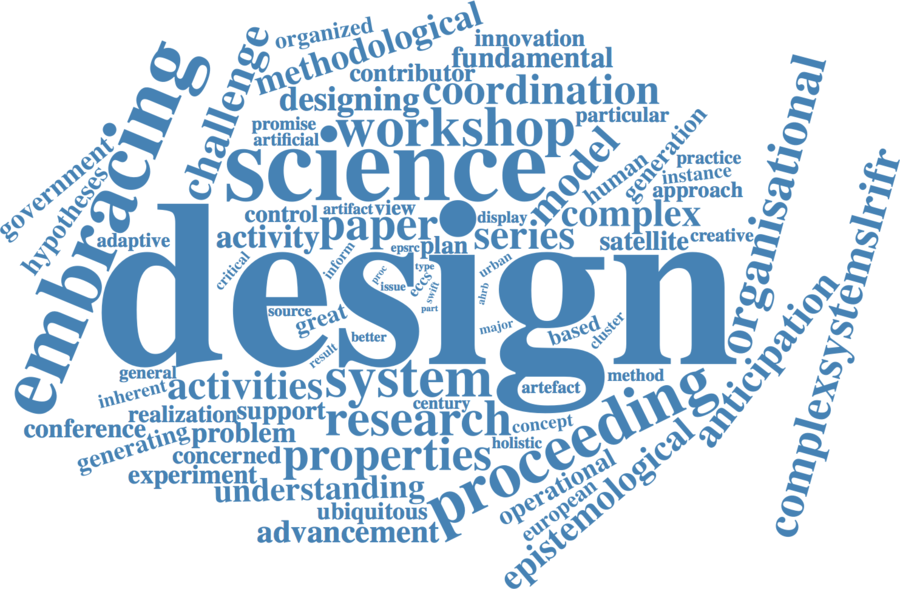 organized
innovation
methodological
fundamental
contributor
challenge
embracing
designing
coordination
government
hypotheses
promise
artificial
workshop
particular
science
model
human
generation
practice
instance
approach
organisational
complexsystemslrifr
control
artifact
view
display
complex
adaptive
activity
paper
epsrc
plan
series
satellite
creative
design
critical
inform
proc
issue
type
eccs
swift
part
urban
ahrb
major
source
great
better
result
based
cluster
anticipation
general
inherent
activities
system
artefact
method
century
conference
realization
support
research
concept
holistic
proceeding
generating
problem
concerned
properties
experiment
understanding
operational
european
epistemological
ubiquitous
advancement